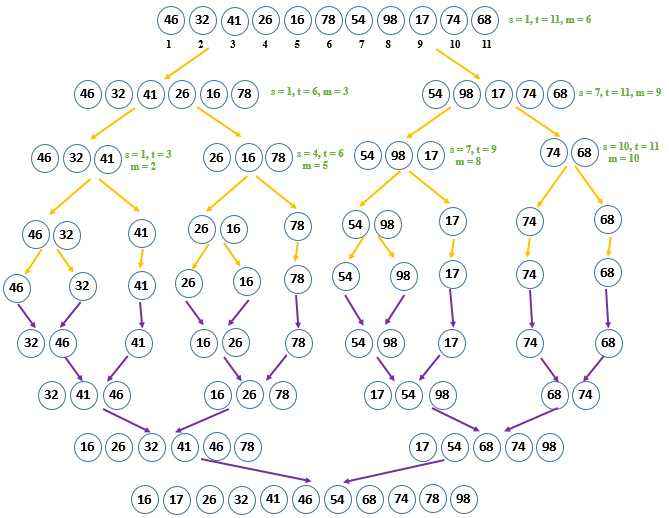 46 32 41 26 16 78 54 98 17 74 68 s = 1, t = 11, m = 6
1 2 3 4 5 6 7 8 9 10 11
46 32 41 26 16 78 s = 1, t = 6, m = 3 54 98 17 74 68 s = 7, t = 11, m = 9
46 32 41 s = 1, t = 3 26 16 78 s = 4, t = 6 54 98 17 s = 7, t = 9 74 68 s = 10, t = 11
m = 2 m = 5 m = 8 m = 10
46 32 41 26 16 78 54 98 17 74 68
46 32 41 26 16 78 54 98 17 74 68
32 46 41 16 26 78 54 98 17 74 68
32 41 46 16 26 78 17 54 98 68 74
16 26 32 41 46 78 17 54 68 74 98
16 17 26 32 41 46 54 68 74 78 98